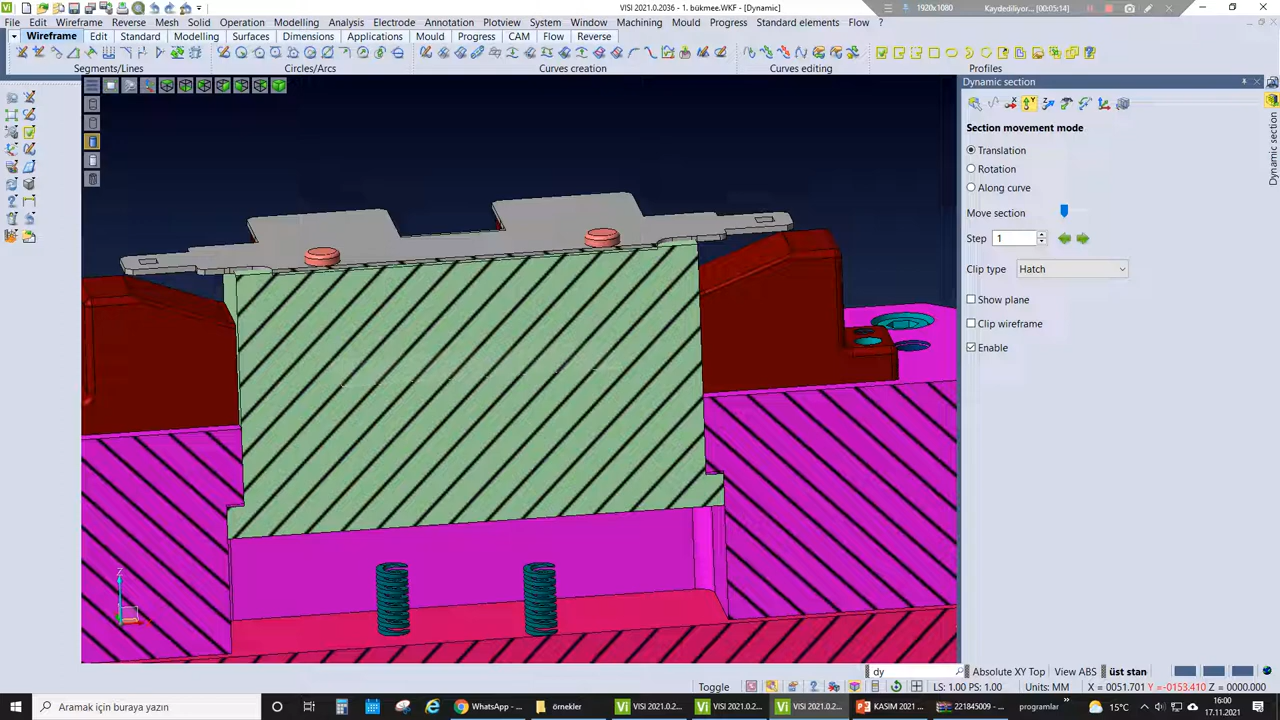 VISI 2021.0.2036 - 1. bükmee.WKF - [Dynamic]
1920x1080
Kaydediliyor...
00:05:14
File Edit Wireframe Reverse Mesh Solid Operation Modelling Analysis Electrode Annotation Plotview System Window Machining Mould Progress Standard elements Flow ?
Wireframe Edit Standard Modelling Surfaces Dimensions Applications Mould Progress CAM Flow Reverse
Segments/Lines Circles/Arcs Curves creation Curves editing Profiles
Dynamic section
Section movement mode
Translation
Rotation
Along curve
Move section
Step 1
Clip type Hatch
Show plane
Clip wireframe
Enable
Dynamic section
Z
dy Absolute XY Top View ABS üst stan
Toggle LS: 1.00 PS: 1.00 Units: MM X = 0051.701 Y =-0153.410 Z = 0000.000
Aramak için buraya yazın
WhatsApp - ...
örnekler
VISI 2021.0.2...
VISI 2021.0.2...
VISI 2021.0.2...
KASIM 2021 ...
221845009 - ...
programlar
15°C
16:00
17.11.2021